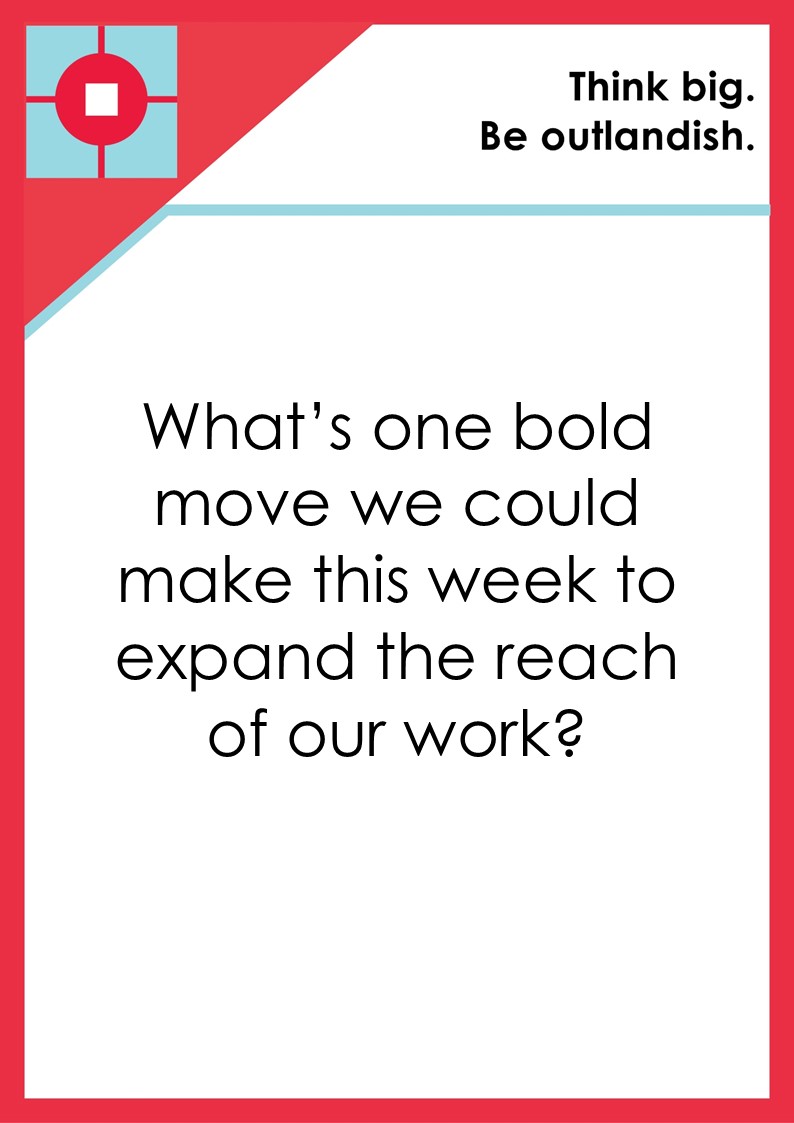 Think big.
Be outlandish.
What’s one bold
move we could
make this week to
expand the reach
of our work?